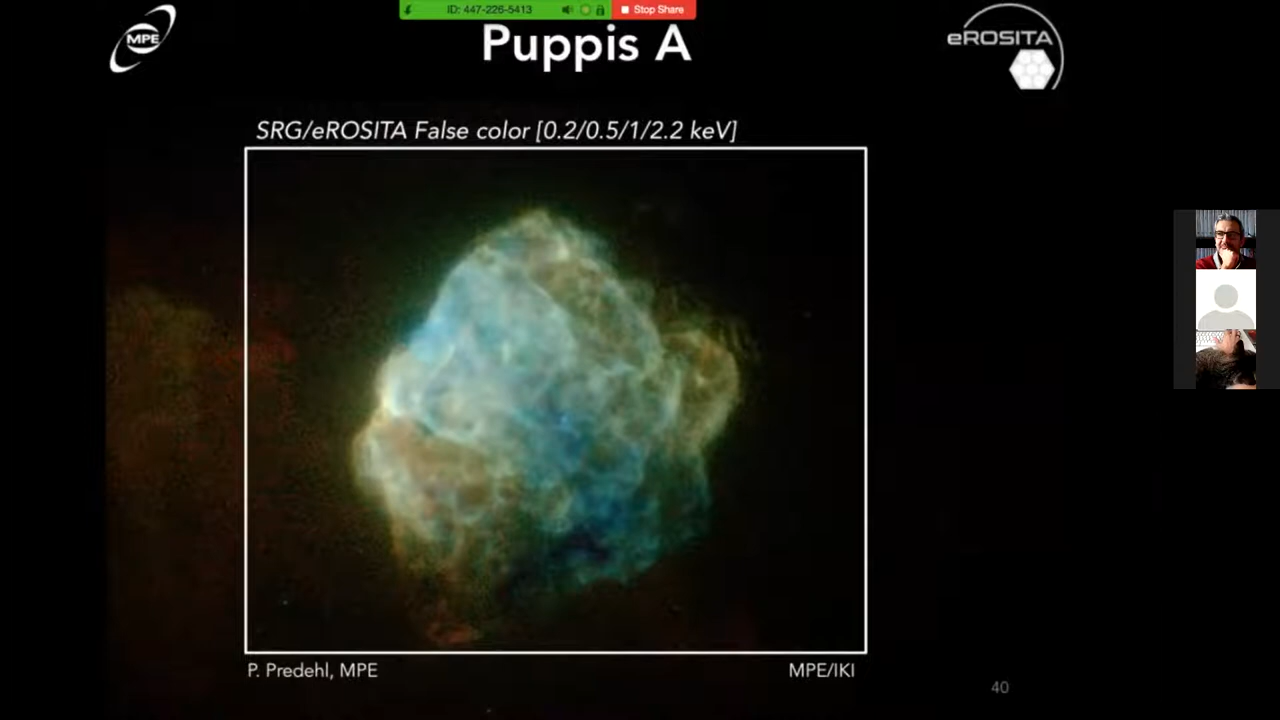 ID: 447-226-5413
Stop Share
MPE
Puppis A
eROSITA
SRG/eROSITA False color [0.2/0.5/1/2.2 keV]
P. Predehl, MPE
MPE/IKI
40